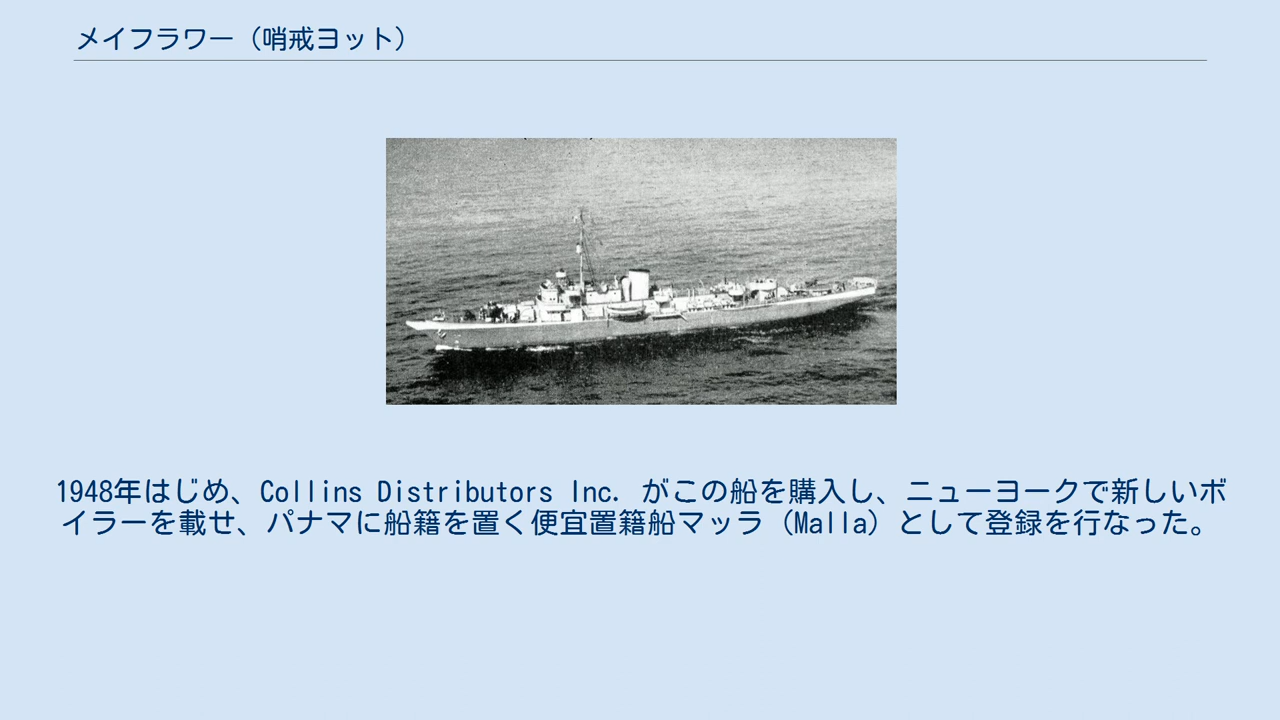 メイフラワー（哨戒ヨット）
1948年はじめ、Collins Distributors Inc. がこの船を購入し、ニューヨークで新しいボ
イラーを載せ、パナマに船籍を置く便宜置籍船マッラ（Malla）として登録を行なった。